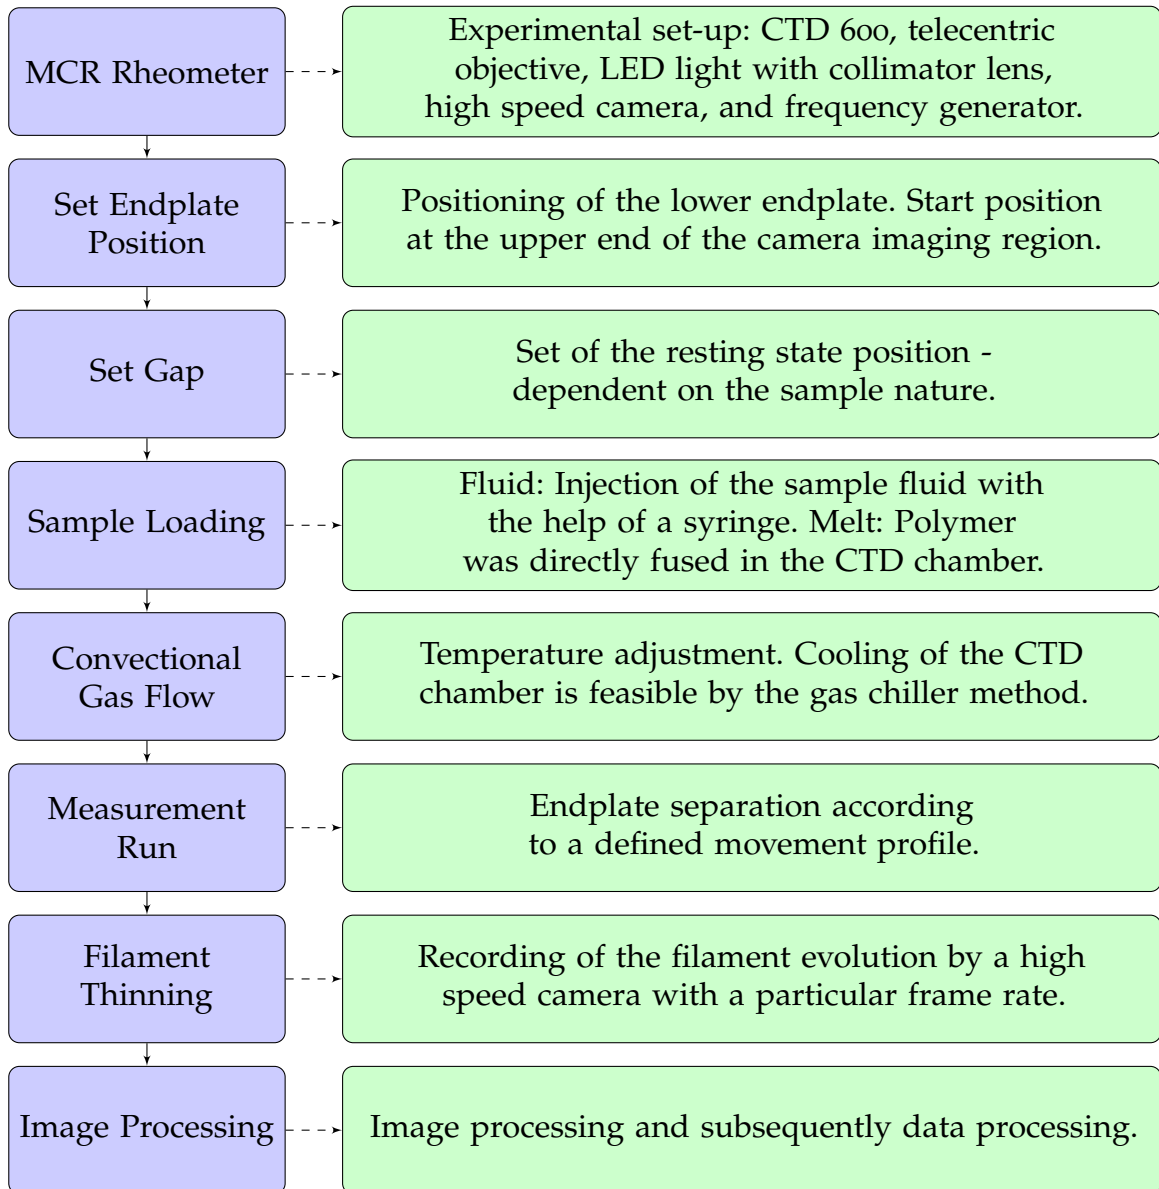 MCR Rheometer
Experimental set-up: CTD 600, telecentric
objective, LED light with collimator lens,
high speed camera, and frequency generator.
Set Endplate
Position
Positioning of the lower endplate. Start position
at the upper end of the camera imaging region.
Set Gap
Set of the resting state position -
dependent on the sample nature.
Sample Loading
Fluid: Injection of the sample fluid with
the help of a syringe. Melt: Polymer
was directly fused in the CTD chamber.
Convectional
Gas Flow
Temperature adjustment. Cooling of the CTD
chamber is feasible by the gas chiller method.
Measurement
Run
Endplate separation according
to a defined movement profile.
Filament
Thinning
Recording of the filament evolution by a high
speed camera with a particular frame rate.
Image Processing
Image processing and subsequently data processing.